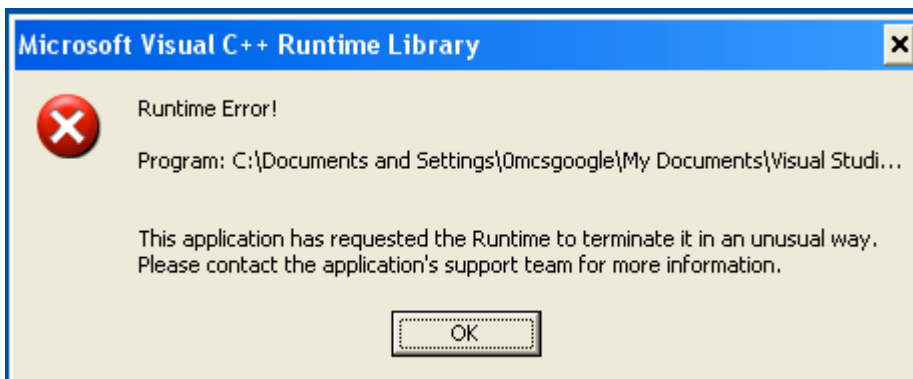 Microsoft Visual C++ Runtime Library
Runtime Error!
Program: C:\Documents and Settings\0mcsgoogle\My Documents\Visual Studi...
This application has requested the Runtime to terminate it in an unusual way.
Please contact the application's support team for more information.
OK